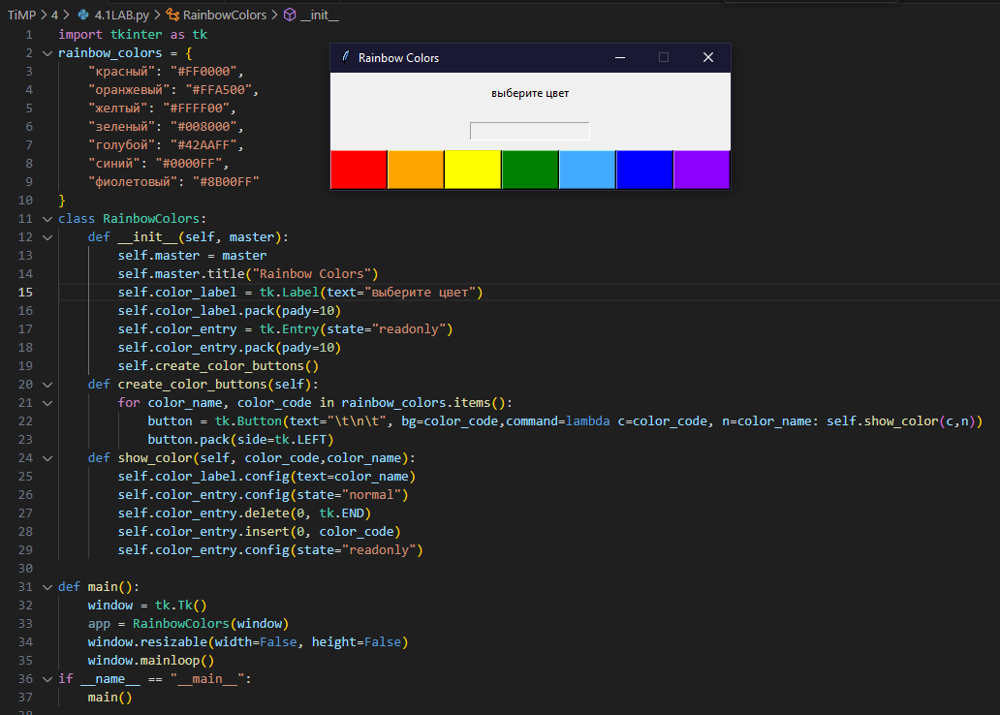 TiMP > 4 > 4.1LAB.py > RainbowColors > __init__
1 import tkinter as tk
2 rainbow_colors = {
3 "красный": "#FF0000",
4 "оранжевый": "#FFA500",
5 "желтый": "#FFFF00",
6 "зеленый": "#008000",
7 "голубой": "#42AAFF",
8 "синий": "#0000FF",
9 "фиолетовый": "#8B00FF"
10 }
Rainbow Colors
выберите цвет
11 class RainbowColors:
12 def __init__(self, master):
13 self.master = master
14 self.master.title("Rainbow Colors")
15 self.color_label = tk.Label(text="выберите цвет")
16 self.color_label.pack(pady=10)
17 self.color_entry = tk.Entry(state="readonly")
18 self.color_entry.pack(pady=10)
19 self.create_color_buttons()
20 def create_color_buttons(self):
21 for color_name, color_code in rainbow_colors.items():
22 button = tk.Button(text="\t\n\t", bg=color_code,command=lambda c=color_code, n=color_name: self.show_color(c,n))
23 button.pack(side=tk.LEFT)
24 def show_color(self, color_code,color_name):
25 self.color_label.config(text=color_name)
26 self.color_entry.config(state="normal")
27 self.color_entry.delete(0, tk.END)
28 self.color_entry.insert(0, color_code)
29 self.color_entry.config(state="readonly")
30
31 def main():
32 window = tk.Tk()
33 app = RainbowColors(window)
34 window.resizable(width=False, height=False)
35 window.mainloop()
36 if __name__ == "__main__":
37 main()
38